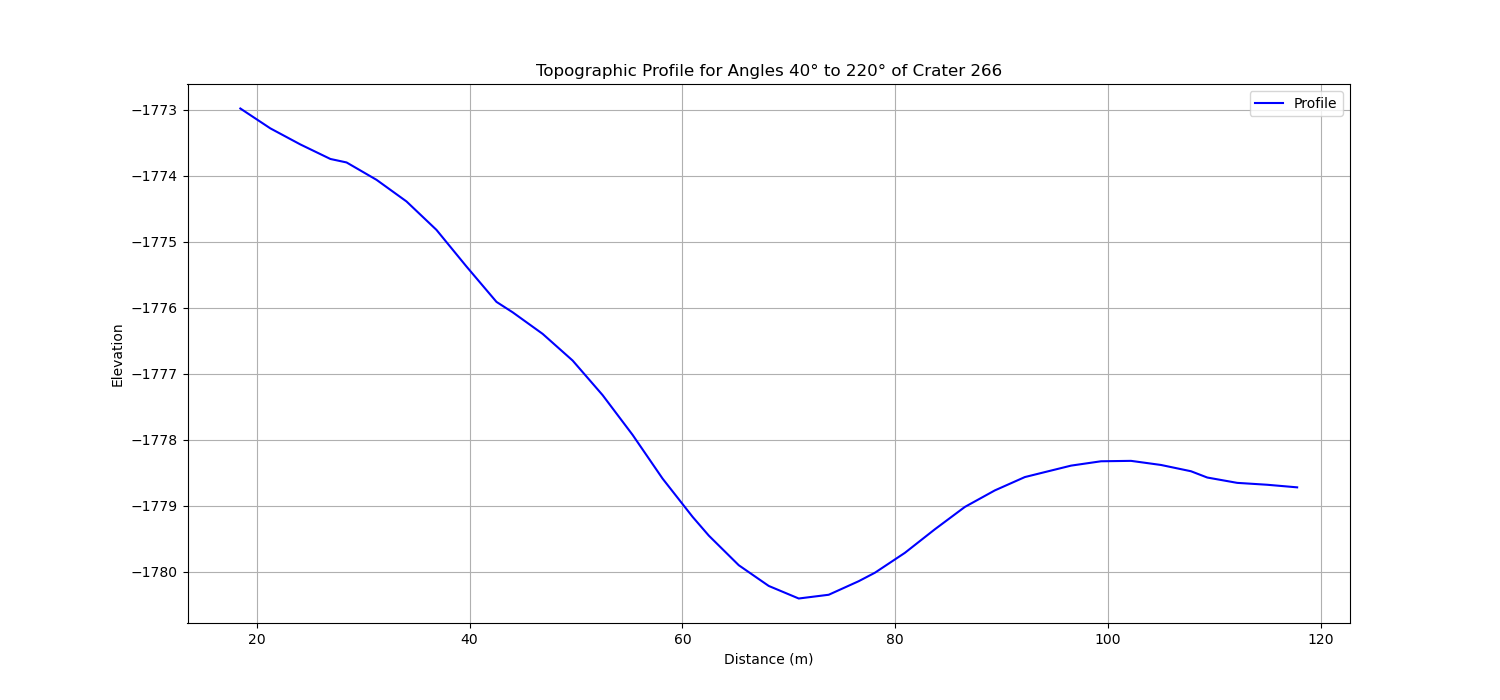 Topographic Profile for Angles 40° to 220° of Crater 266
Profile
−1773
−1774
−1775
−1776
−1777
−1778
−1779
−1780
Elevation
20 40 60 80 100 120
Distance (m)